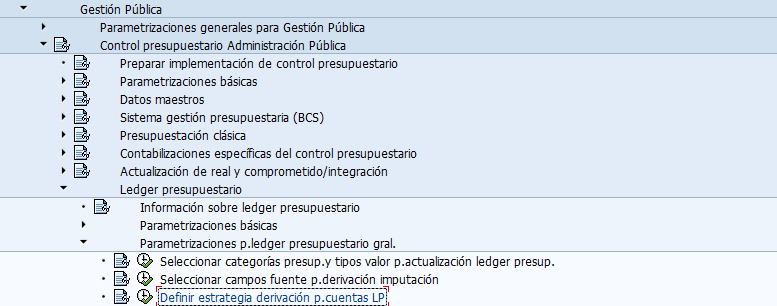 Gestión Pública
Parametrizaciones generales para Gestión Pública
Control presupuestario Administración Pública
Preparar implementación de control presupuestario
Parametrizaciones básicas
Datos maestros
Sistema gestión presupuestaria (BCS)
Presupuestación clásica
Contabilizaciones específicas del control presupuestario
Actualización de real y comprometido/integración
Ledger presupuestario
Información sobre ledger presupuestario
Parametrizaciones básicas
Parametrizaciones p.ledger presupuestario gral.
Seleccionar categorías presup.y tipos valor p.actualización ledger presup.
Seleccionar campos fuente p.derivación imputación
Definir estrategia derivación p.cuentas LP